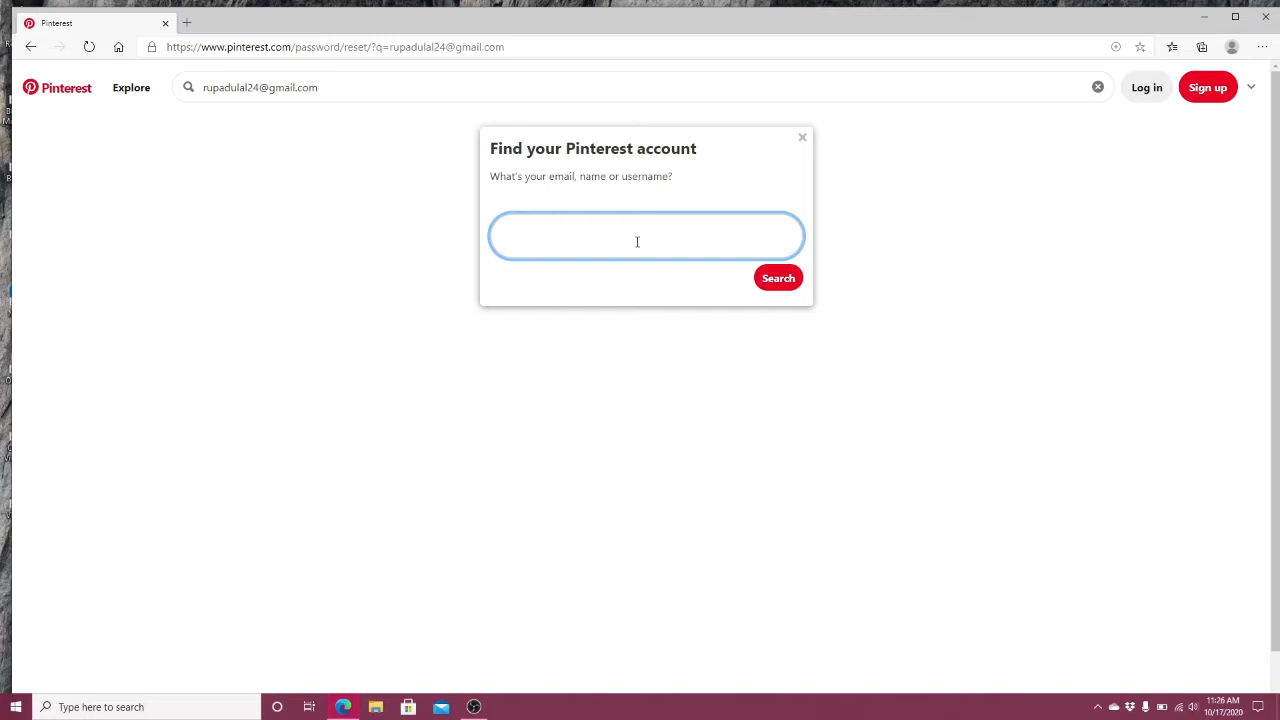 Pinterest
https://www.pinterest.com/password/reset/?q=rupadulal24@gmail.com
Pinterest
Explore
rupadulal24@gmail.com
Log in
Sign up
Find your Pinterest account
What's your email, name or username?
Search
Type here to search
11:26 AM
10/17/2020